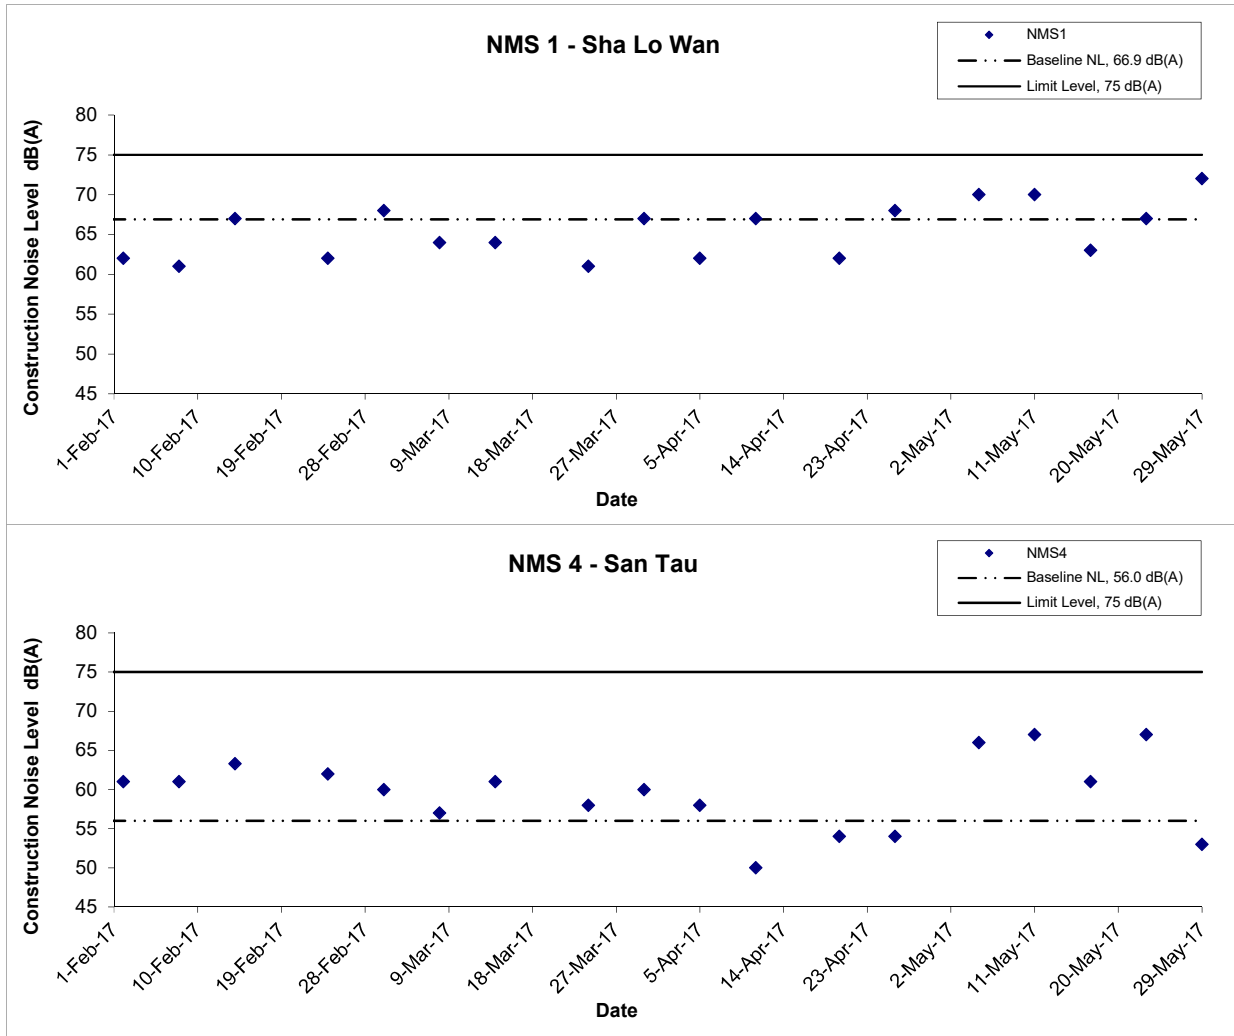 NMS 1 - Sha Lo Wan
NMS1
Baseline NL, 66.9 dB(A)
Limit Level, 75 dB(A)
Construction Noise Level dB(A)
80
75
70
65
60
55
50
45
1-Feb-17
10-Feb-17
19-Feb-17
28-Feb-17
9-Mar-17
18-Mar-17
27-Mar-17
5-Apr-17
14-Apr-17
23-Apr-17
2-May-17
11-May-17
20-May-17
29-May-17
Date
NMS 4 - San Tau
NMS4
Baseline NL, 56.0 dB(A)
Limit Level, 75 dB(A)
Construction Noise Level dB(A)
80
75
70
65
60
55
50
45
1-Feb-17
10-Feb-17
19-Feb-17
28-Feb-17
9-Mar-17
18-Mar-17
27-Mar-17
5-Apr-17
14-Apr-17
23-Apr-17
2-May-17
11-May-17
20-May-17
29-May-17
Date